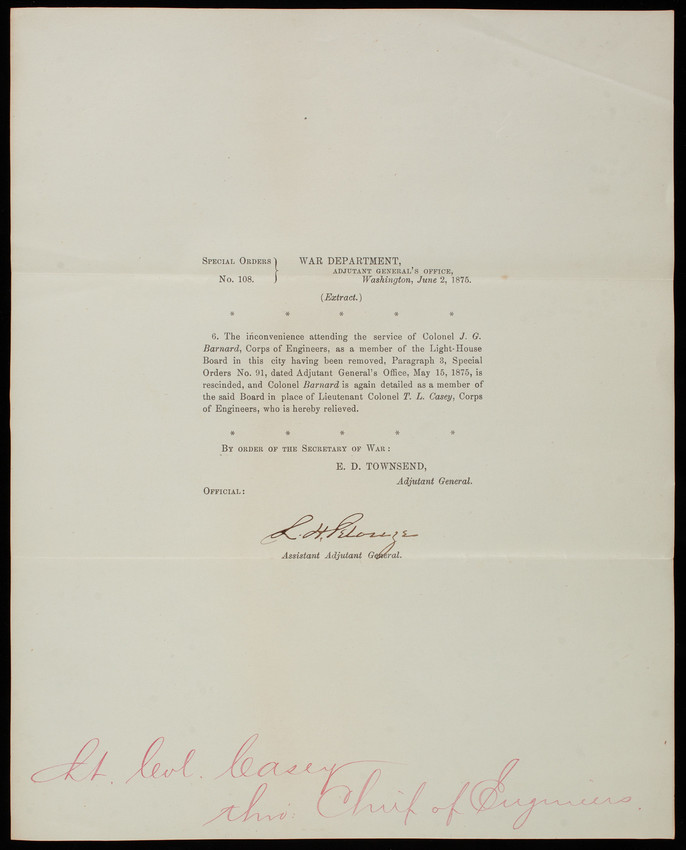 SPECIAL ORDERS } WAR DEPARTMENT,
ADJUTANT GENERAL'S OFFICE,
No. 108. Washington, June 2, 1875.
(Extract.)
* * * * *
6. The inconvenience attending the service of Colonel J. G.
Barnard, Corps of Engineers, as a member of the Light-House
Board in this city having been removed, Paragraph 3, Special
Orders No. 91, dated Adjutant General's Office, May 15, 1875, is
rescinded, and Colonel Barnard is again detailed as a member of
the said Board in place of Lieutenant Colonel T. L. Casey, Corps
of Engineers, who is hereby relieved.
* * * * *
BY ORDER OF THE SECRETARY OF WAR:
E. D. TOWNSEND,
Adjutant General.
OFFICIAL:
L. H. Pelouze
Assistant Adjutant General.
Lt. Col. Casey
thro: Chief of Engineers.